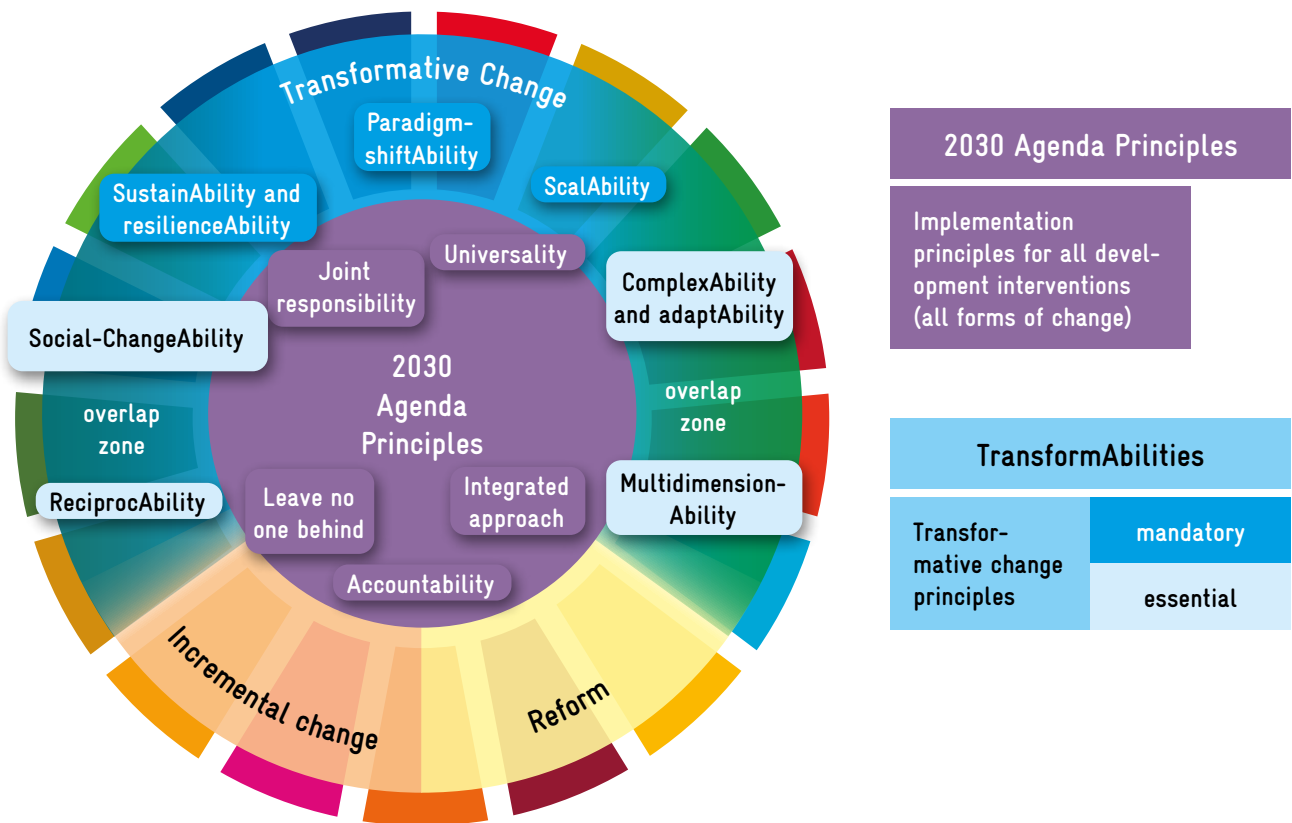 Transformative Change
Paradigm-
shiftAbility
SustainAbility and
resilienceAbility
ScalAbility
Universality
Joint
responsibility
ComplexAbility
and adaptAbility
Social-ChangeAbility
2030
Agenda
Principles
overlap
zone
overlap
zone
ReciprocAbility
Leave no
one behind
Integrated
approach
Multidimension-
Ability
Accountability
Incremental change
Reform
2030 Agenda Principles
Implementation
principles for all devel-
opment interventions
(all forms of change)
TransformAbilities
Transfor-
mative change
principles
mandatory
essential